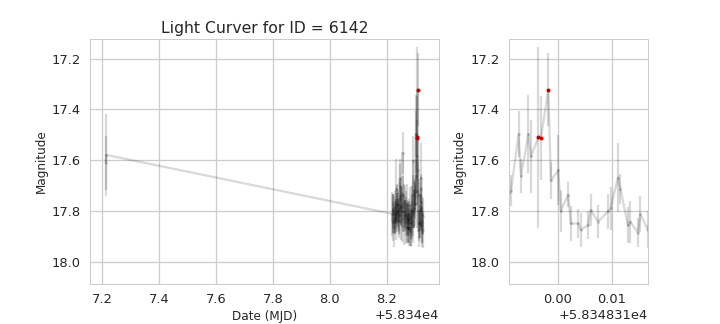 Light Curver for ID = 6142
Magnitude
17.2
17.4
17.6
17.8
18.0
7.2 7.4 7.6 7.8 8.0 8.2
+5.834e4
Date (MJD)
Magnitude
17.2
17.4
17.6
17.8
18.0
0.00 0.01
+5.834831e4